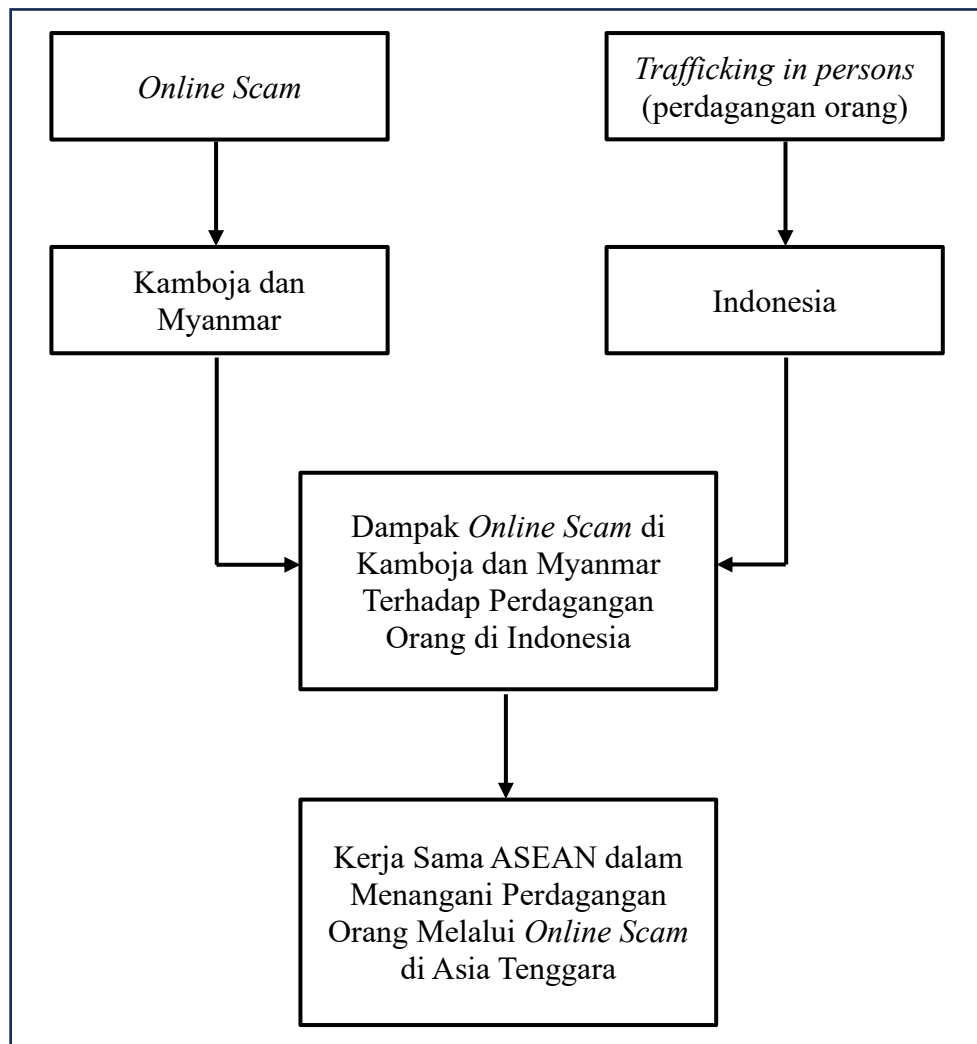 Online Scam
Trafficking in persons
(perdagangan orang)
Kamboja dan
Myanmar
Indonesia
Dampak Online Scam di
Kamboja dan Myanmar
Terhadap Perdagangan
Orang di Indonesia
Kerja Sama ASEAN dalam
Menangani Perdagangan
Orang Melalui Online Scam
di Asia Tenggara